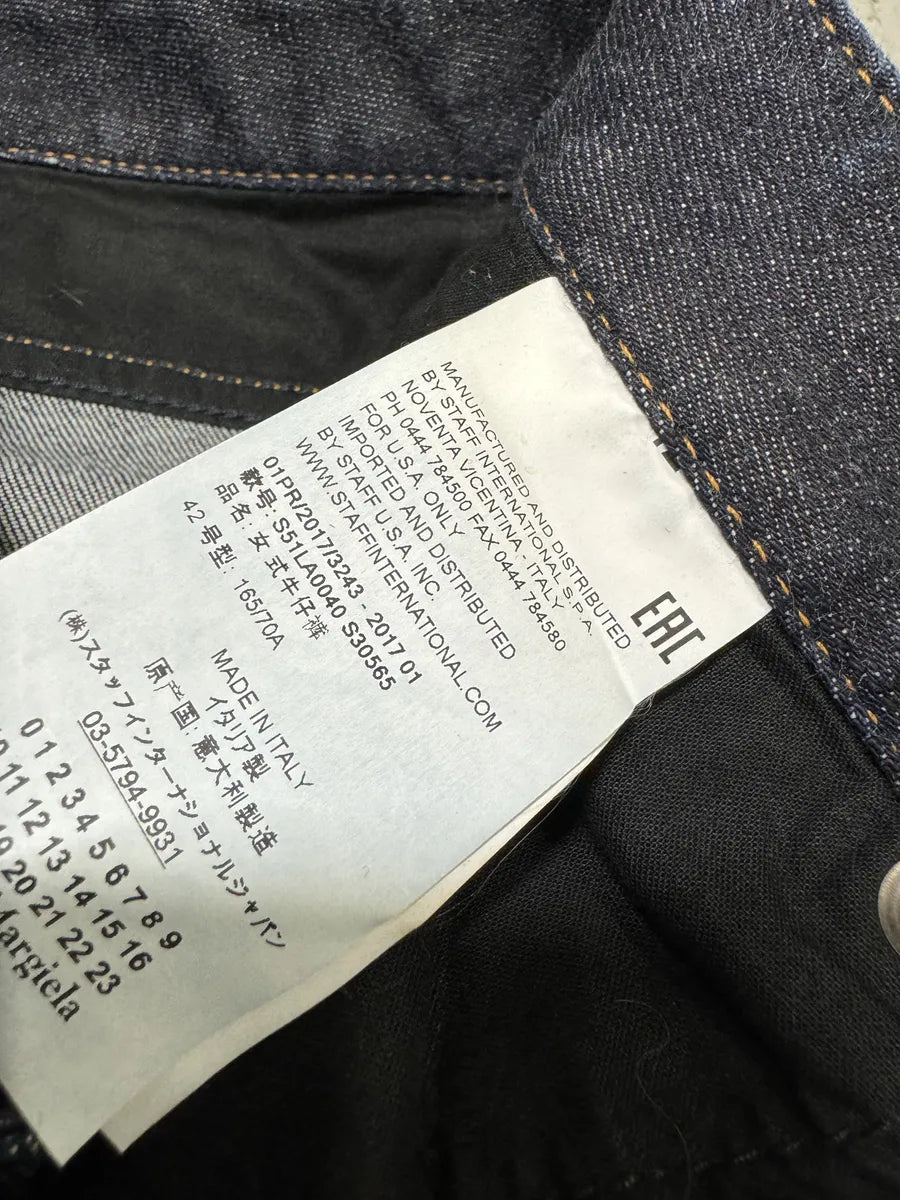 MANUFACTURED AND DISTRIBUTED
BY STAFF INTERNATIONAL S.P.A.
NOVENTA VICENTINA - ITALY
PH 0444 784500 FAX 0444 784580
FOR U.S.A. ONLY
IMPORTED AND DISTRIBUTED
BY STAFF U.S.A. INC.
WWW.STAFFINTERNATIONAL.COM
EAC
01PR/2017/3243 - 2017 01
款号: S51LA0040 S30565
品名: 女式牛仔裤
42 号型: 165/70A
MADE IN ITALY
イタリア製
原产国: 意大利製造
(株)スタッフインターナショナルジャパン
03-5794-9931
0 1 2 3 4 5 6 7 8 9
11 12 13 14 15 16
20 21 22 23
Margiela